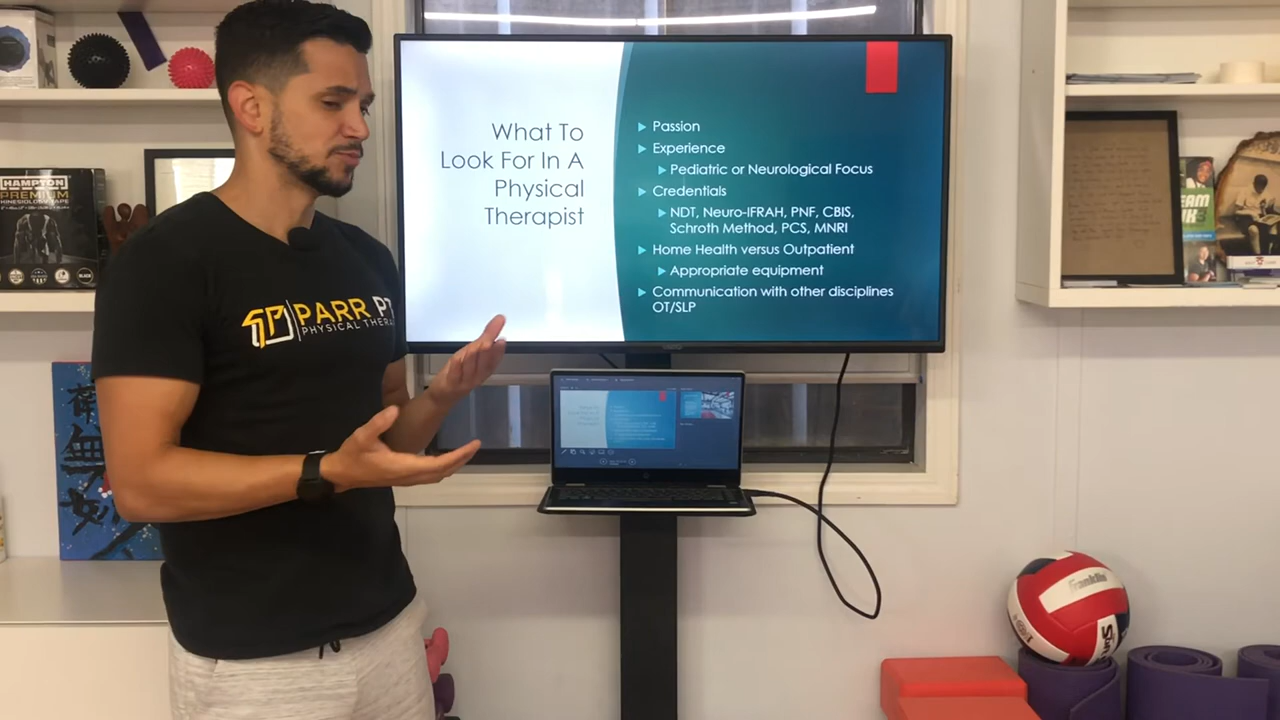 What To
Look For In A
Physical
Therapist
Passion
Experience
Pediatric or Neurological Focus
Credentials
NDT, Neuro-IFRAH, PNF, CBIS,
Schroth Method, PCS, MNRI
Home Health versus Outpatient
Appropriate equipment
Communication with other disciplines
OT/SLP
PARR PT
PHYSICAL THERA
HAMPTON
PREMIUM
KINESIOLOGY TAPE
TEAM
Franklin